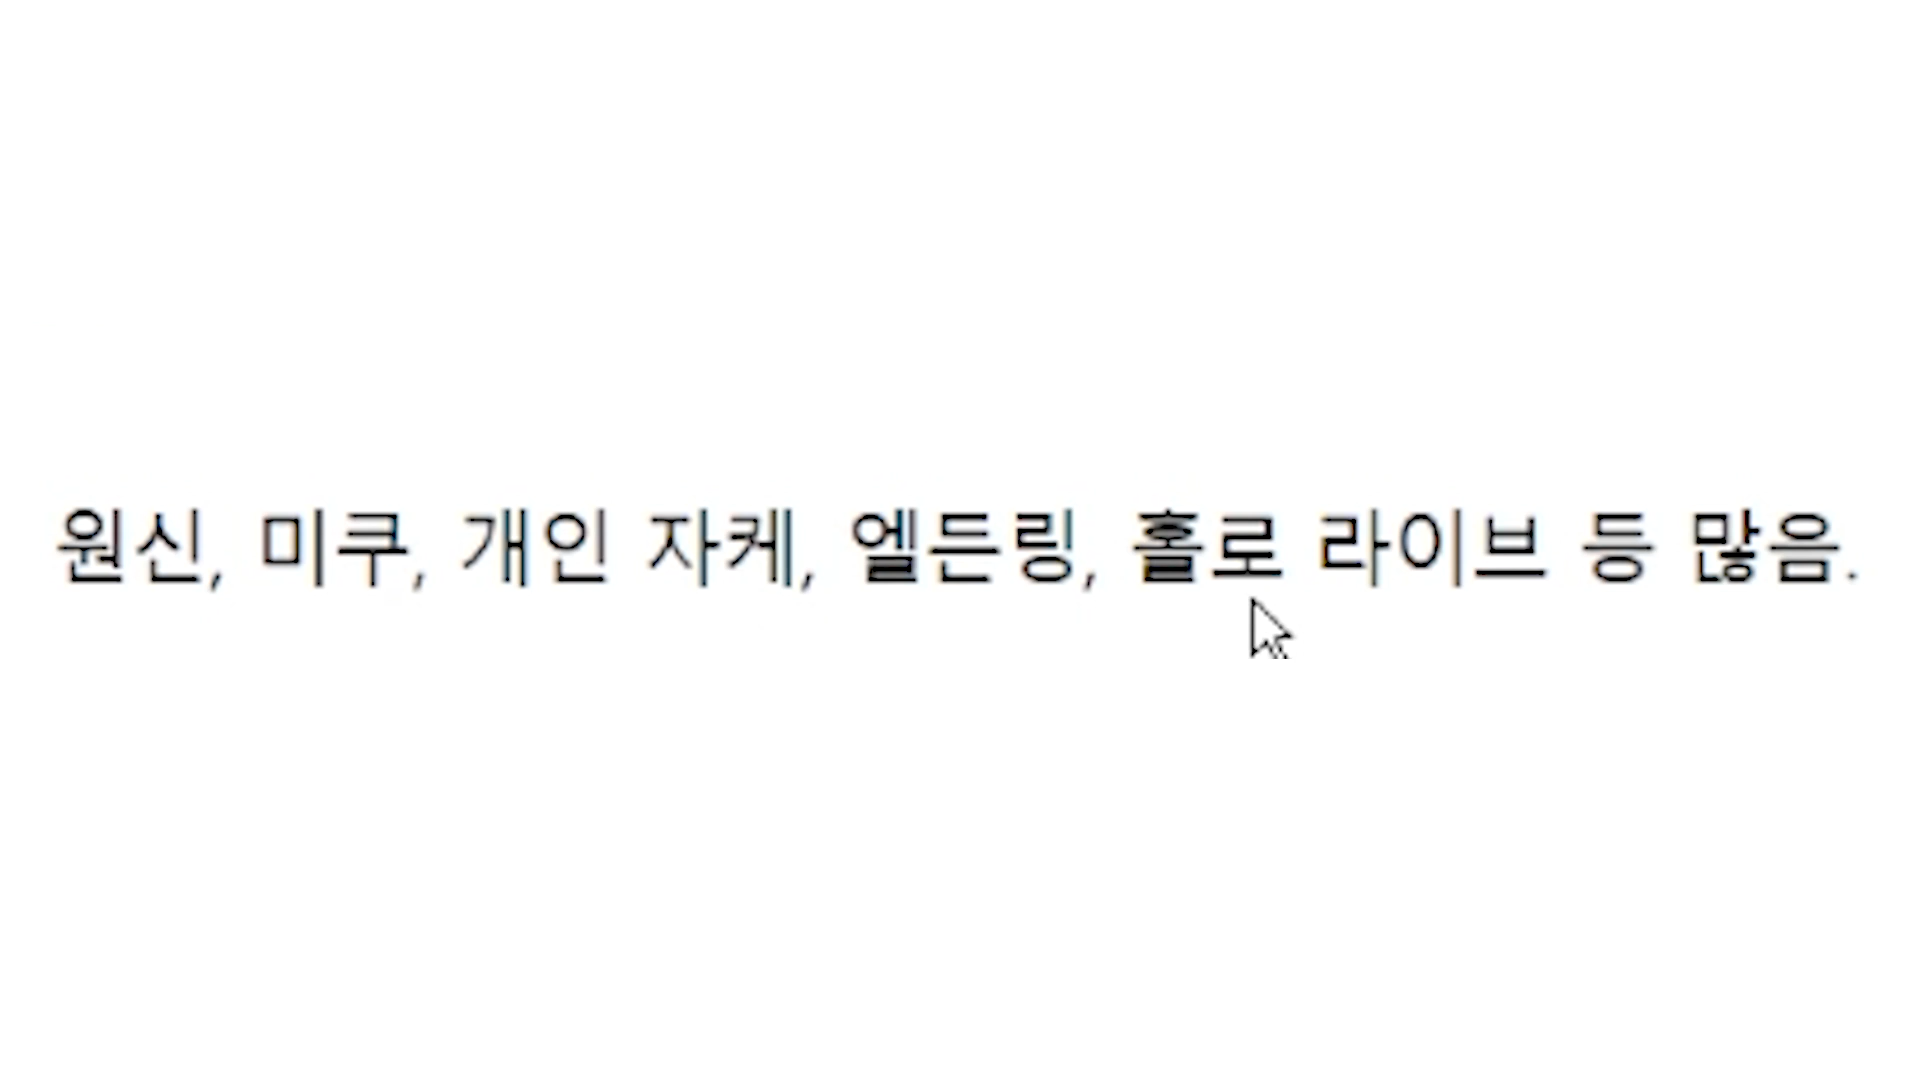 원신, 미쿠, 개인 자케, 엘든링, 홀로 라이브 등 많음.